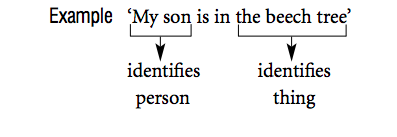 Example ‘My son is in the beech tree’
identifies identifies
person thing